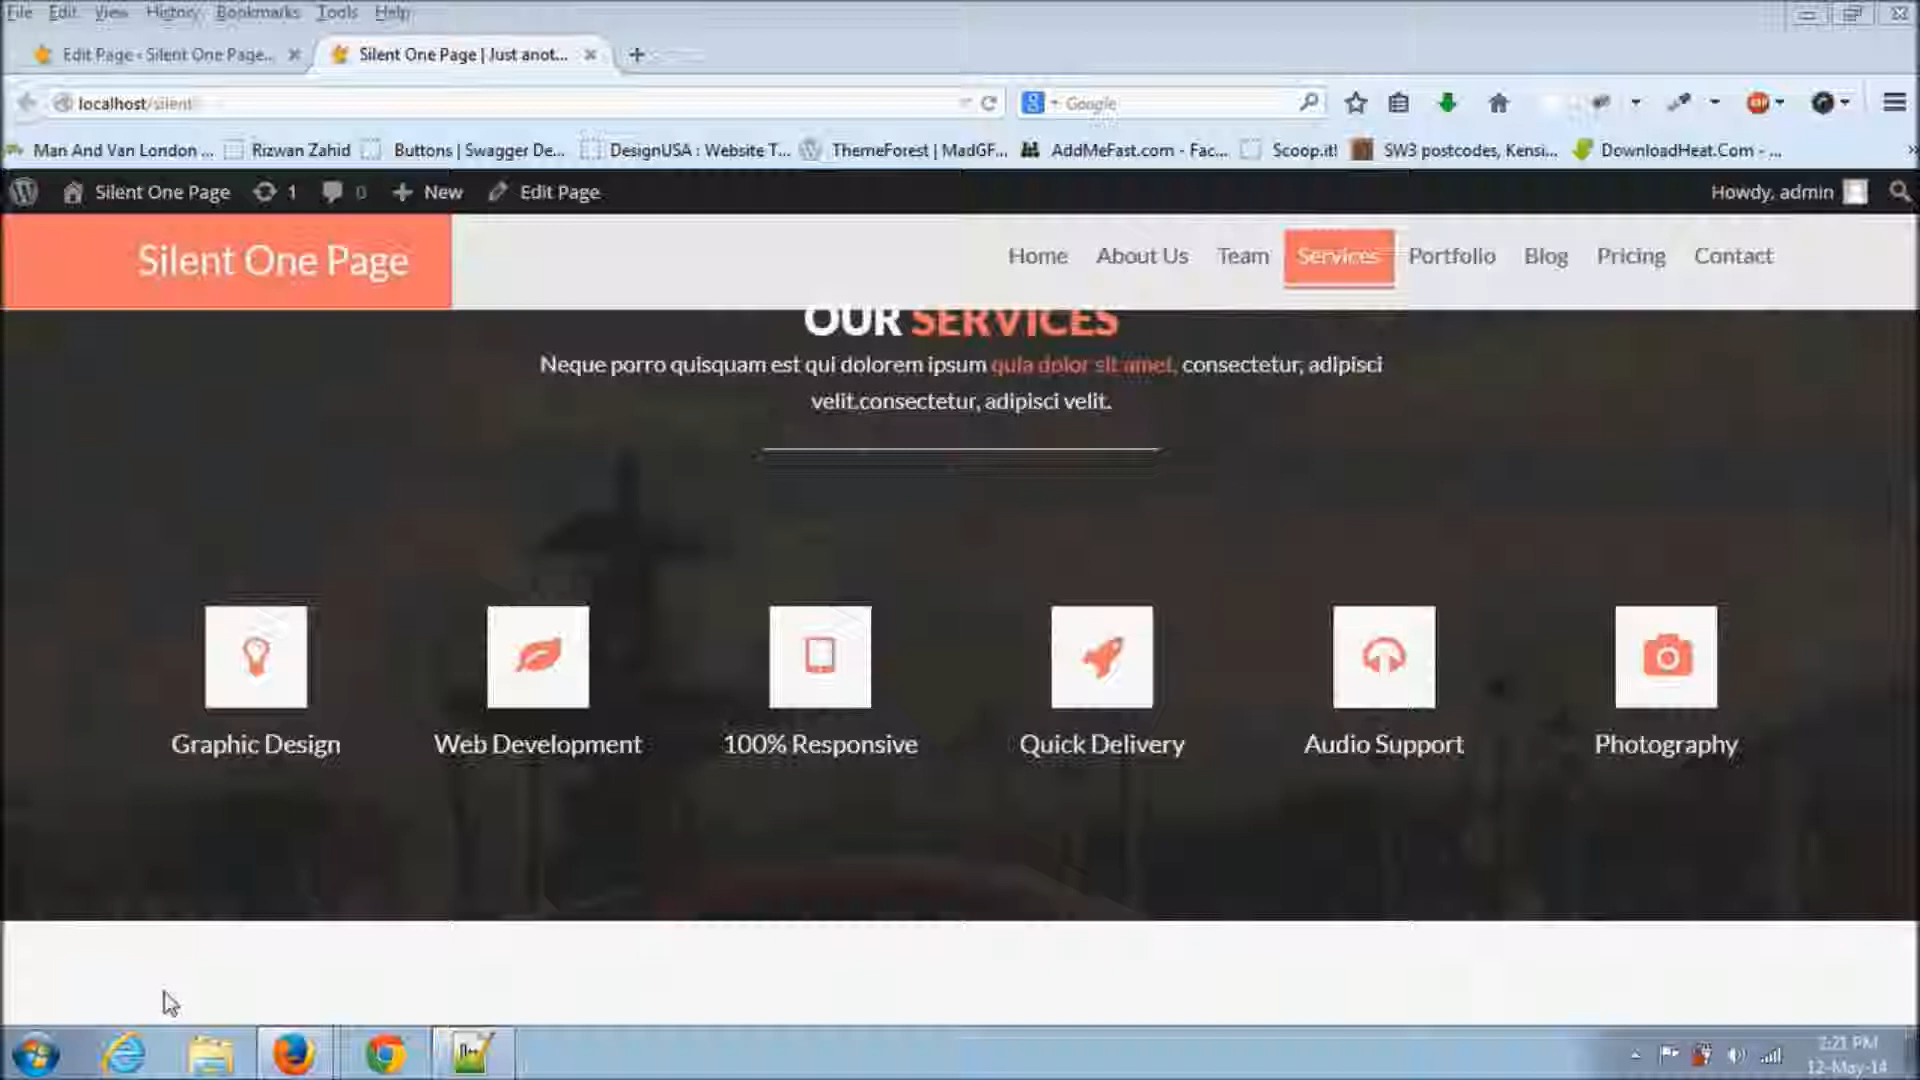 File Edit View History Bookmarks Tools Help
Edit Page ‹ Silent One Page... Silent One Page | Just anot...
localhost/silent Google
Man And Van London ... Rizwan Zahid Buttons | Swagger De... DesignUSA : Website T... ThemeForest | MadGF... AddMeFast.com - Fac... Scoop.it! SW3 postcodes, Kensi... DownloadHeat.Com - ...
Silent One Page 1 0 New Edit Page Howdy, admin
Silent One Page Home About Us Team Services Portfolio Blog Pricing Contact
OUR SERVICES
Neque porro quisquam est qui dolorem ipsum quia dolor sit amet, consectetur, adipisci
velit.consectetur, adipisci velit.
Graphic Design Web Development 100% Responsive Quick Delivery Audio Support Photography
2:21 PM
12-May-14